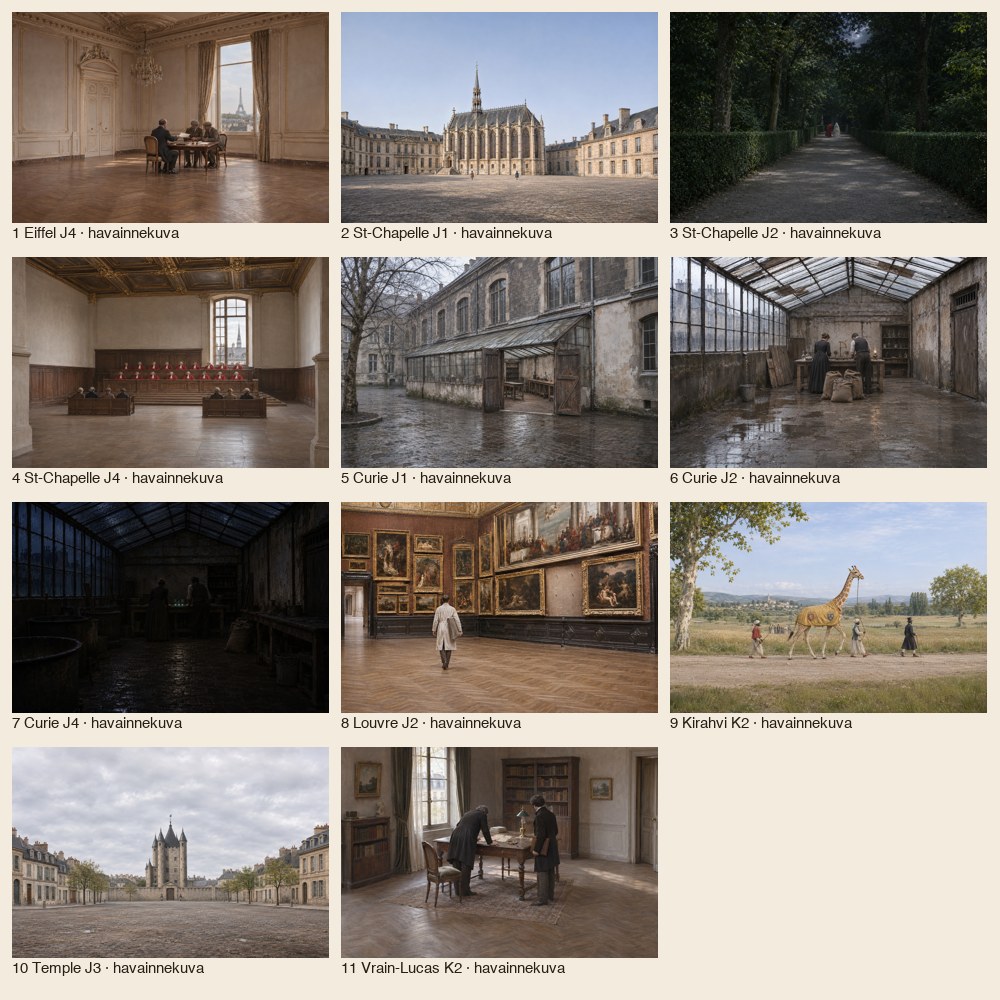 1 Eiffel J4 · havainnekuva
2 St-Chapelle J1 · havainnekuva
3 St-Chapelle J2 · havainnekuva
4 St-Chapelle J4 · havainnekuva
5 Curie J1 · havainnekuva
6 Curie J2 · havainnekuva
7 Curie J4 · havainnekuva
8 Louvre J2 · havainnekuva
9 Kirahvi K2 · havainnekuva
10 Temple J3 · havainnekuva
11 Vrain-Lucas K2 · havainnekuva